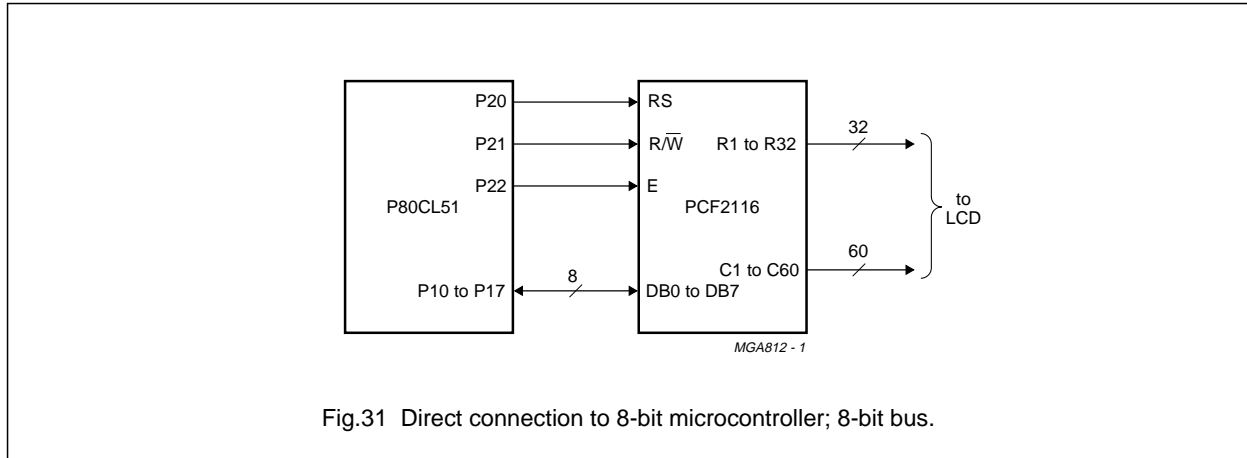 P20
RS
P21
R/W̅
R1 to R32
32
P22
E
P80CL51
PCF2116
to
LCD
C1 to C60
60
P10 to P17
8
DB0 to DB7
MGA812 - 1
Fig.31 Direct connection to 8-bit microcontroller; 8-bit bus.